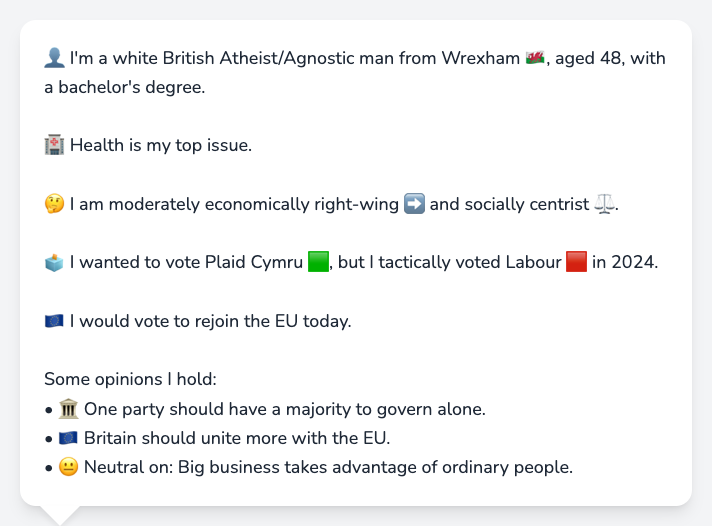 👤 I'm a white British Atheist/Agnostic man from Wrexham 🏴󠁧󠁢󠁷󠁬󠁳󠁿, aged 48, with
a bachelor's degree.
🏥 Health is my top issue.
🤔 I am moderately economically right-wing ➡️ and socially centrist ⚖️.
🗳️ I wanted to vote Plaid Cymru 🟩, but I tactically voted Labour 🟥 in 2024.
🇪🇺 I would vote to rejoin the EU today.
Some opinions I hold:
• 🏛️ One party should have a majority to govern alone.
• 🇪🇺 Britain should unite more with the EU.
• 😐 Neutral on: Big business takes advantage of ordinary people.